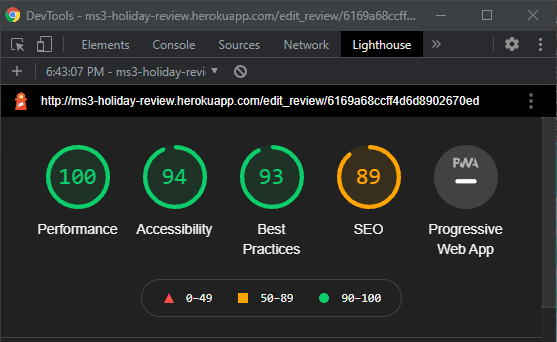 DevTools - ms3-holiday-review.herokuapp.com/edit_review/6169a68ccff...
Elements Console Sources Network Lighthouse »
+ 6:43:07 PM - ms3-holiday-revi
http://ms3-holiday-review.herokuapp.com/edit_review/6169a68ccff4d6d8902670ed
100 94 93 89 PWA
Performance Accessibility Best Practices SEO Progressive Web App
0-49 50-89 90-100